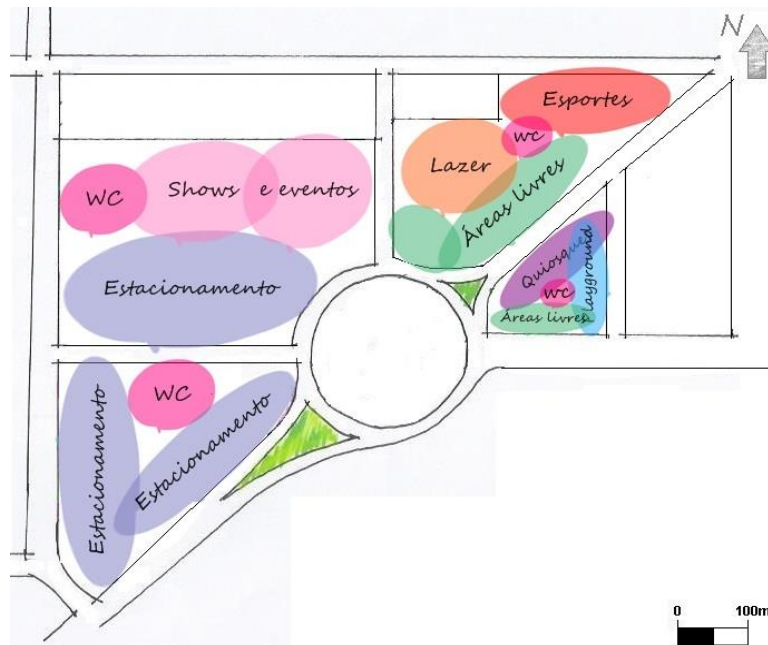 N
Esportes
WC
Lazer
Áreas livres
WC
Shows e eventos
Estacionamento
Quiosque
Playground
WC
Áreas livres
WC
Estacionamento
Estacionamento
0 100m